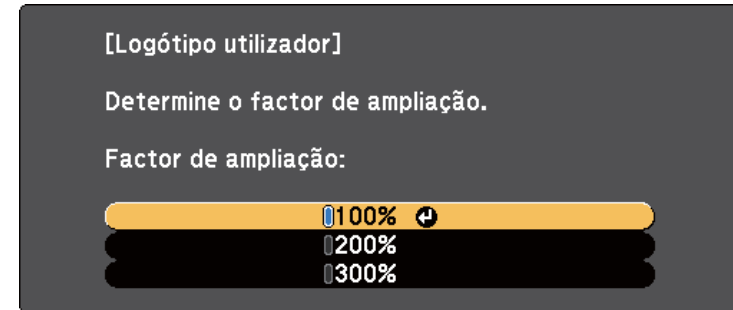 [Logótipo utilizador]
Determine o factor de ampliação.
Factor de ampliação:
100%
200%
300%